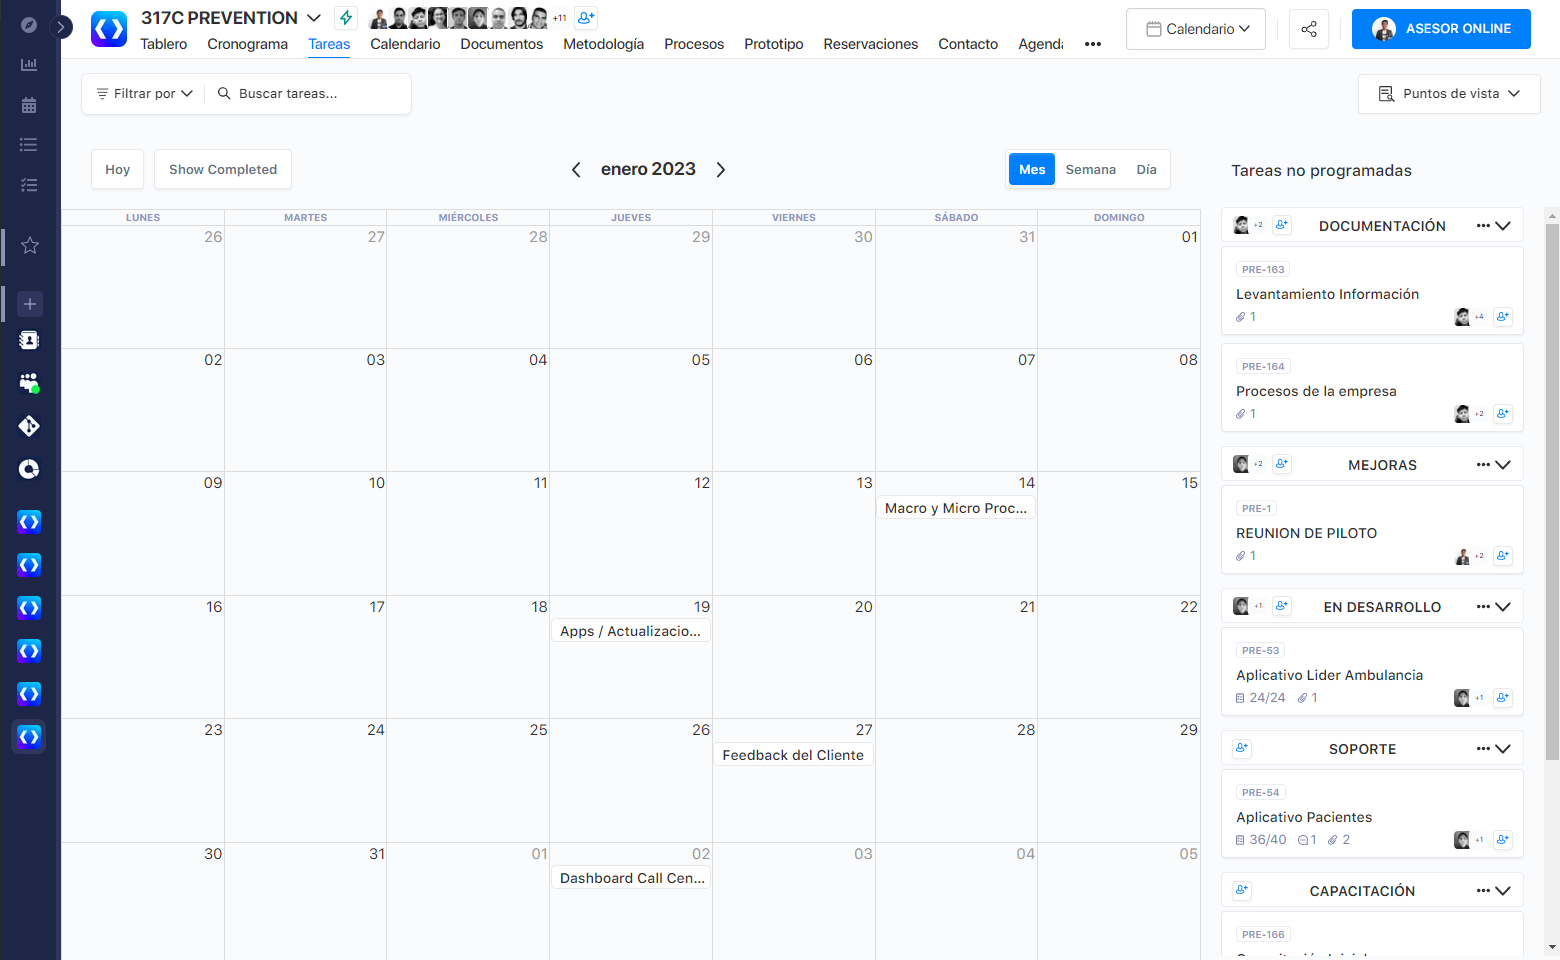 317C PREVENTION
+11
Tablero Cronograma Tareas Calendario Documentos Metodología Procesos Prototipo Reservaciones Contacto Agenda
Calendario
ASESOR ONLINE
Filtrar por
Buscar tareas...
Puntos de vista
Hoy
Show Completed
enero 2023
Mes Semana Día
LUNES MARTES MIÉRCOLES JUEVES VIERNES SÁBADO DOMINGO
26 27 28 29 30 31 01
02 03 04 05 06 07 08
09 10 11 12 13 14 15
Macro y Micro Proc...
16 17 18 19 20 21 22
Apps / Actualizacio...
23 24 25 26 27 28 29
Feedback del Cliente
30 31 01 02 03 04 05
Dashboard Call Cen...
Tareas no programadas
+2 DOCUMENTACIÓN
PRE-163
Levantamiento Información
1 +4
PRE-164
Procesos de la empresa
1 +2
+2 MEJORAS
PRE-1
REUNION DE PILOTO
1 +2
+1 EN DESARROLLO
PRE-53
Aplicativo Lider Ambulancia
24/24 1 +1
SOPORTE
PRE-54
Aplicativo Pacientes
36/40 1 2 +1
CAPACITACIÓN
PRE-166